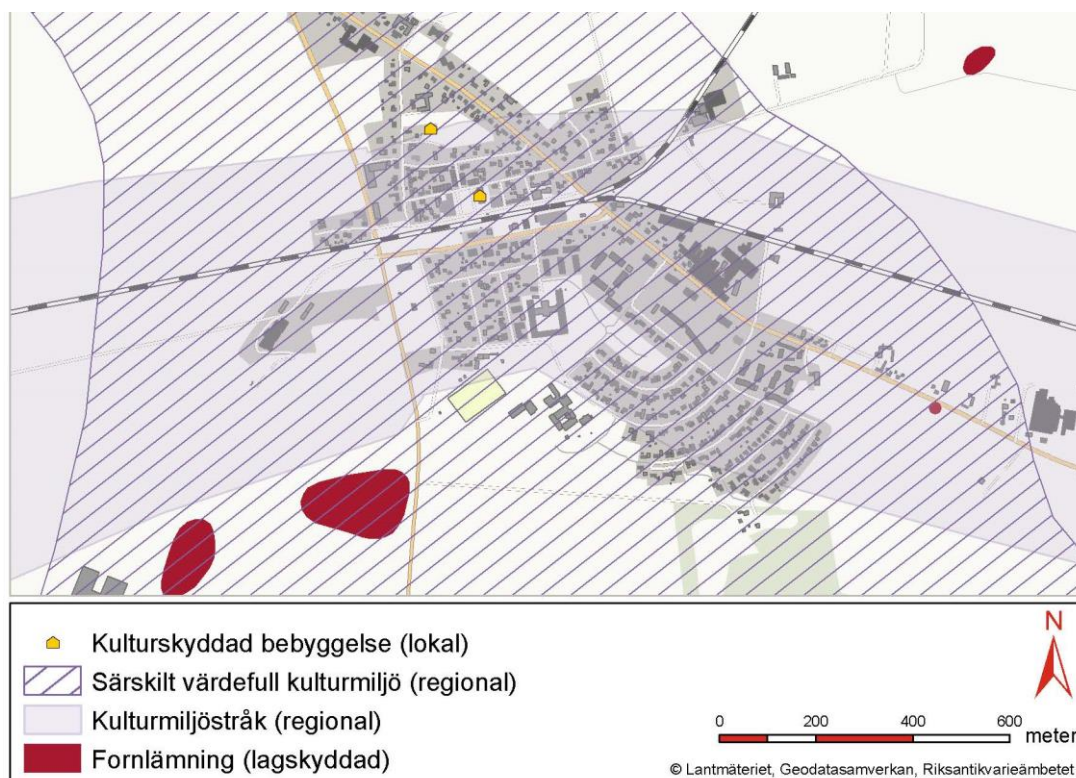 Kulturskyddad bebyggelse (lokal)
Särskilt värdefull kulturmiljö (regional)
Kulturmiljöstråk (regional)
Fornlämning (lagskyddad)
N
0 200 400 600
meter
© Lantmäteriet, Geodatasamverkan, Riksantikvarieämbetet